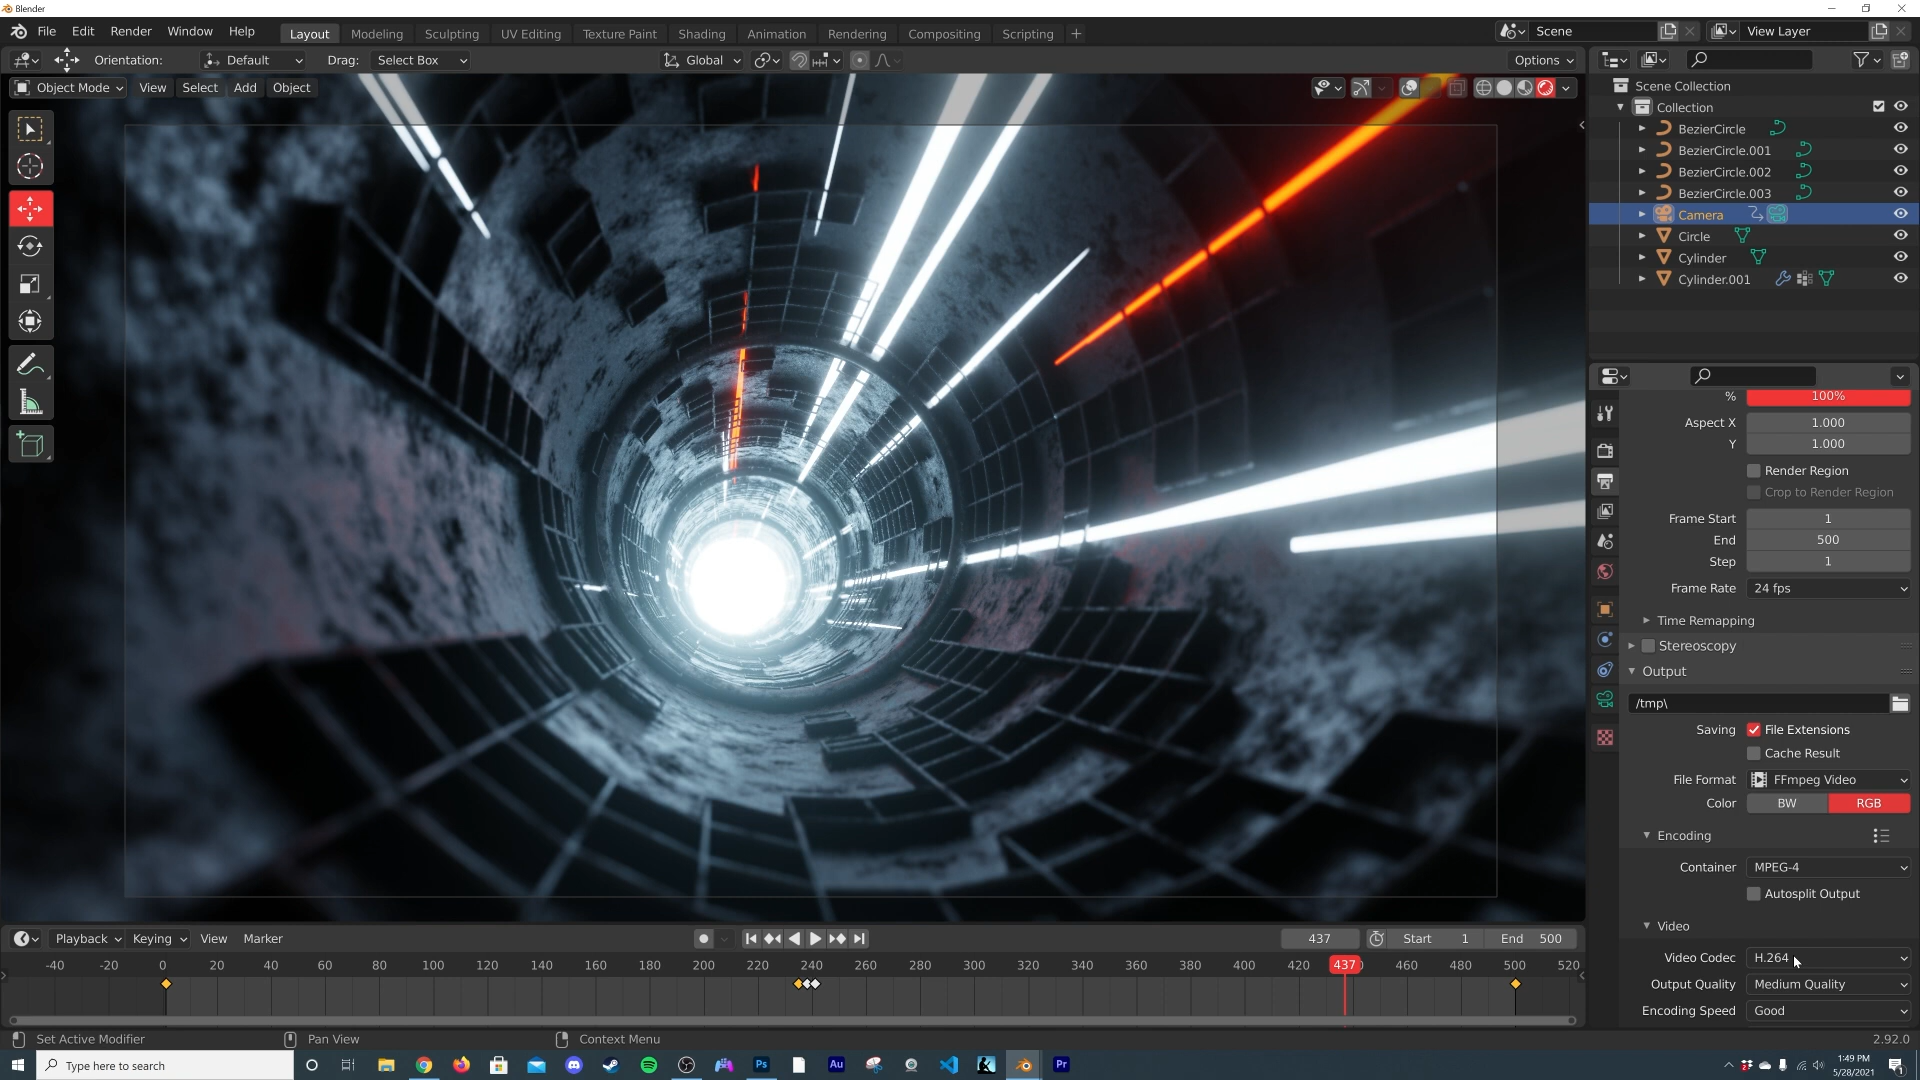 Blender
File Edit Render Window Help Layout Modeling Sculpting UV Editing Texture Paint Shading Animation Rendering Compositing Scripting + Scene View Layer
Orientation: Default Drag: Select Box Global Options
Object Mode View Select Add Object
Scene Collection
Collection
BezierCircle
BezierCircle.001
BezierCircle.002
BezierCircle.003
Camera
Circle
Cylinder
Cylinder.001
% 100%
Aspect X 1.000
Y 1.000
Render Region
Crop to Render Region
Frame Start 1
End 500
Step 1
Frame Rate 24 fps
Time Remapping
Stereoscopy
Output
/tmp\
Saving File Extensions
Cache Result
File Format FFmpeg Video
Color BW RGB
Encoding
Container MPEG-4
Autosplit Output
Video
Video Codec H.264
Output Quality Medium Quality
Encoding Speed Good
Playback Keying View Marker 437 Start 1 End 500
-40 -20 0 20 40 60 80 100 120 140 160 180 200 220 240 260 280 300 320 340 360 380 400 420 437 460 480 500 520
Set Active Modifier Pan View Context Menu 2.92.0
Type here to search Ps Au Pr
1:49 PM
5/28/2021